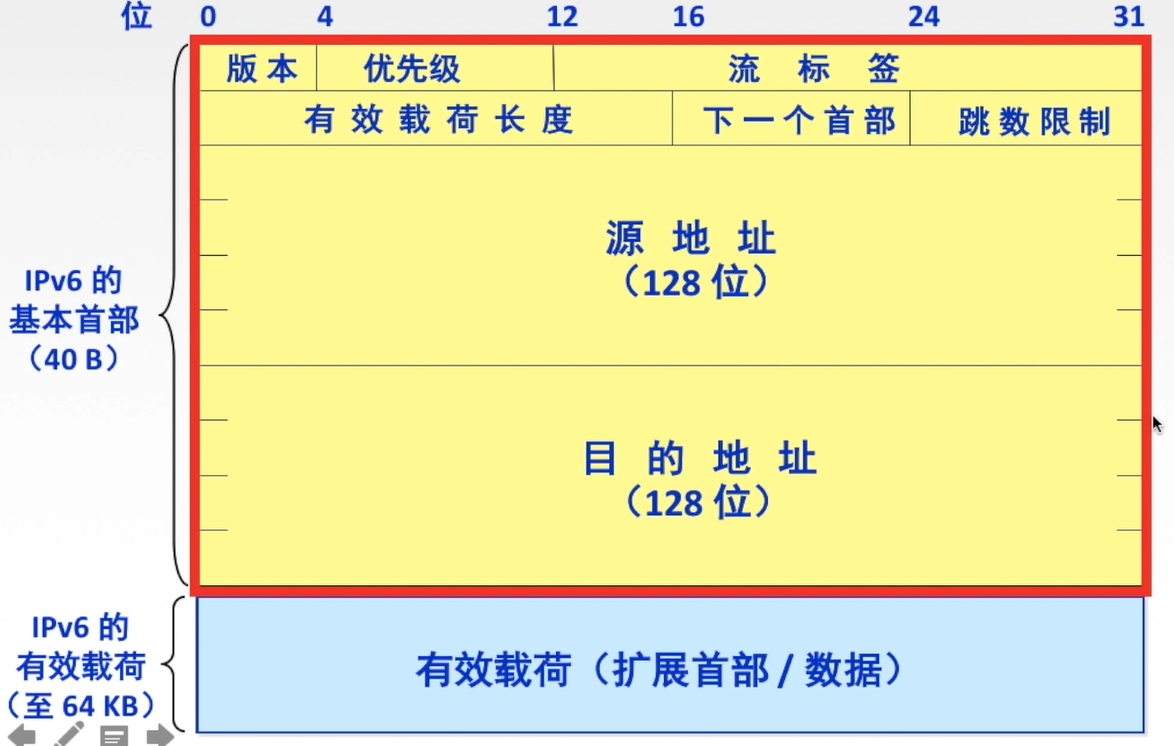 位 0 4 12 16 24 31
版本 优先级 流标签
有效载荷长度 下一个首部 跳数限制
源地址
（128 位）
IPv6 的
基本首部
（40 B）
目的地址
（128 位）
IPv6 的
有效载荷
（至 64 KB）
有效载荷（扩展首部 / 数据）